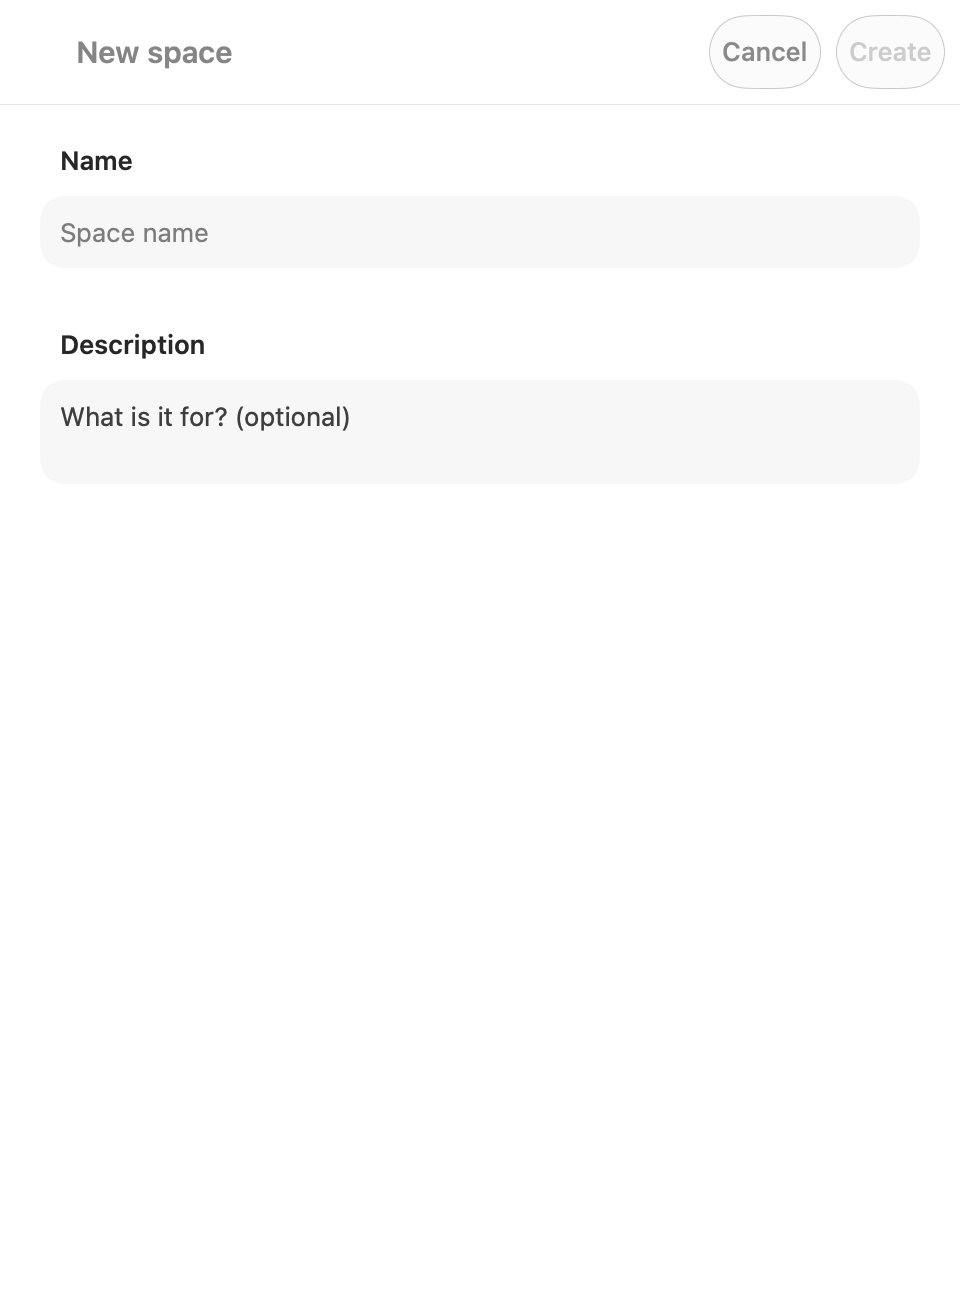 New space
Cancel
Create
Name
Space name
Description
What is it for? (optional)